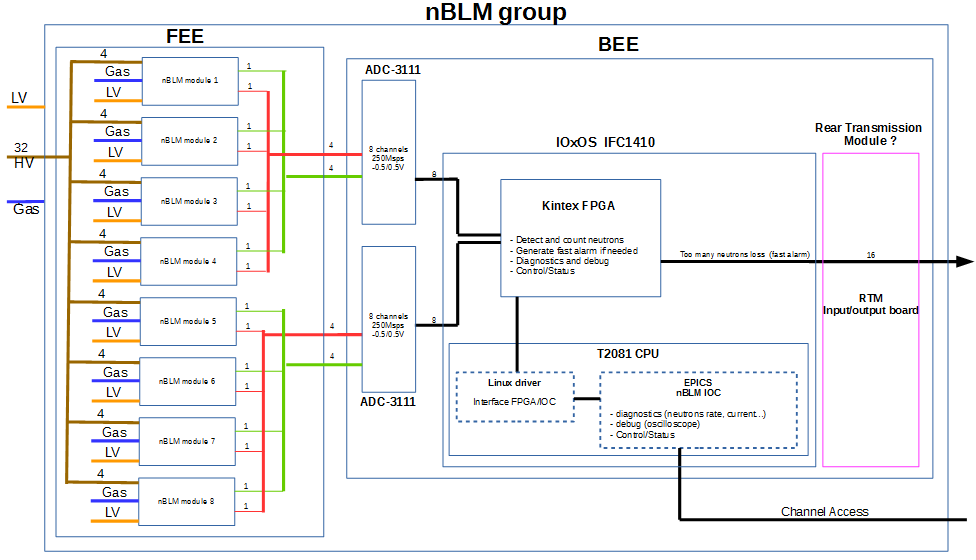 nBLM group
FEE
BEE
LV
32
HV
Gas
4
Gas
LV
nBLM module 1
1
1
4
Gas
LV
nBLM module 2
1
1
4
Gas
LV
nBLM module 3
1
1
4
Gas
LV
nBLM module 4
1
1
4
Gas
LV
nBLM module 5
1
1
4
Gas
LV
nBLM module 6
1
1
4
Gas
LV
nBLM module 7
1
1
4
Gas
LV
nBLM module 8
1
1
4
4
4
4
ADC-3111
8 channels
250Msps
-0.5/0.5V
8
8 channels
250Msps
-0.5/0.5V
ADC-3111
8
IOxOS IFC1410
Kintex FPGA
- Detect and count neutrons
- Generate fast alarm if needed
- Diagnostics and debug
- Control/Status
Too many neutrons loss (fast alarm)
16
Rear Transmission
Module ?
RTM
Input/output board
T2081 CPU
Linux driver
Interface FPGA/IOC
EPICS
nBLM IOC
- diagnostics (neutrons rate, current...)
- debug (oscilloscope)
- Control/Status
Channel Access